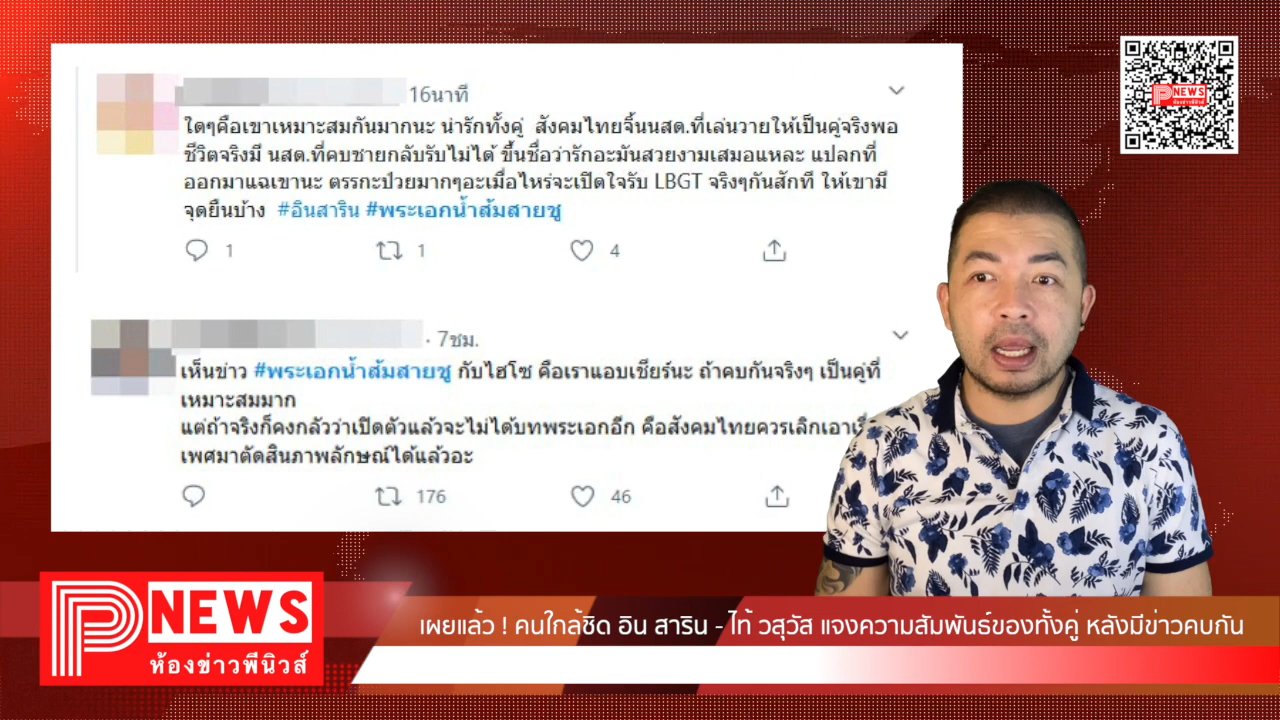 NEWS
16นาที
ใดๆคือเขาเหมาะสมกันมากนะ น่ารักทั้งคู่ สังคมไทยจิ้นนสด.ที่เล่นวายให้เป็นคู่จริงพอ
ชีวิตจริงมี นสด.ที่คบชายกลับรับไม่ได้ ขึ้นชื่อว่ารักอะมันสวยงามเสมอแหละ แปลกที่
ออกมาแฉเขานะ ตรรกะป่วยมากๆอะเมื่อไหร่จะเปิดใจรับ LBGT จริงๆกันสักที ให้เขามี
จุดยืนบ้าง #อินสาริน #พระเอกน้ำส้มสายชู
1 1 4
· 7ชม.
เห็นข่าว #พระเอกน้ำส้มสายชู กับไฮโซ คือเราแอบเชียร์นะ ถ้าคบกันจริงๆ เป็นคู่ที่
เหมาะสมมาก
แต่ถ้าจริงก็คงกลัวว่าเปิดตัวแล้วจะไม่ได้บทพระเอกอีก คือสังคมไทยควรเลิกเอา
เพศมาตัดสินภาพลักษณ์ได้แล้วอะ
176 46
P NEWS
ห้องข่าวพีนิวส์
เผยแล้ว ! คนใกล้ชิด อิน สาริน - ไท้ วสุวัส แจงความสัมพันธ์ของทั้งคู่ หลังมีข่าวคบกัน